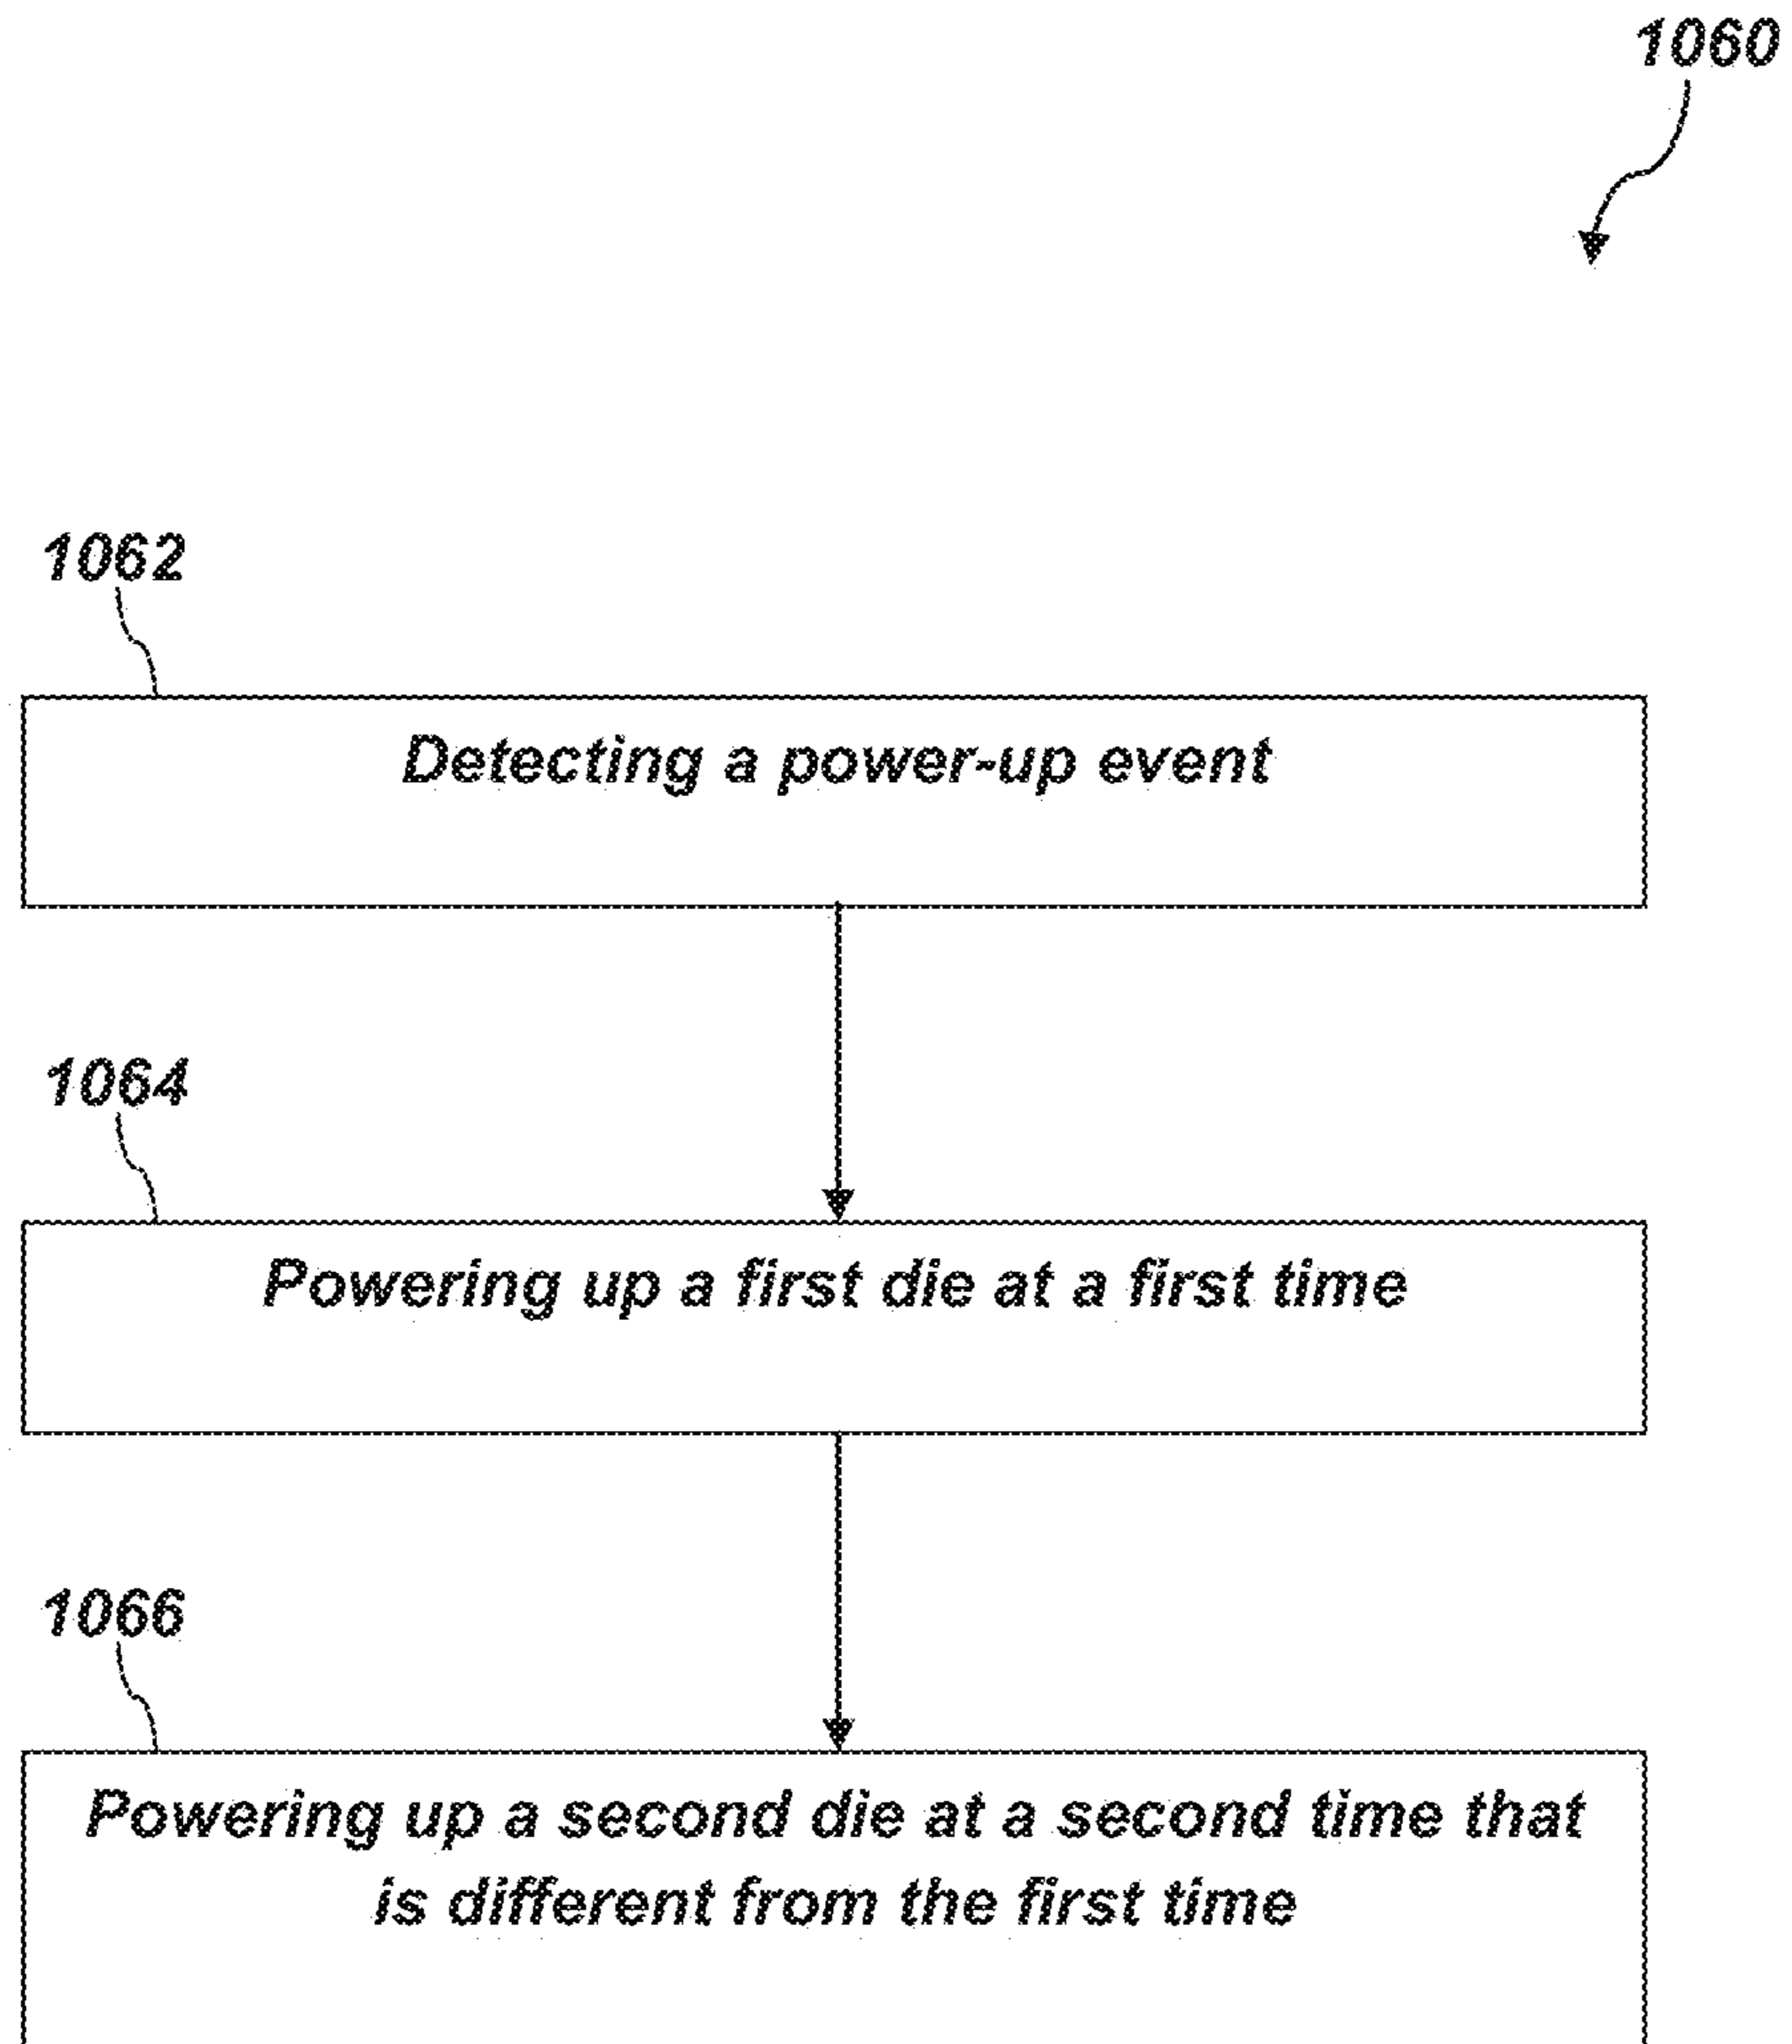 1060
1062
Detecting a power-up event
1064
Powering up a first die at a first time
1066
Powering up a second die at a second time that
is different from the first time